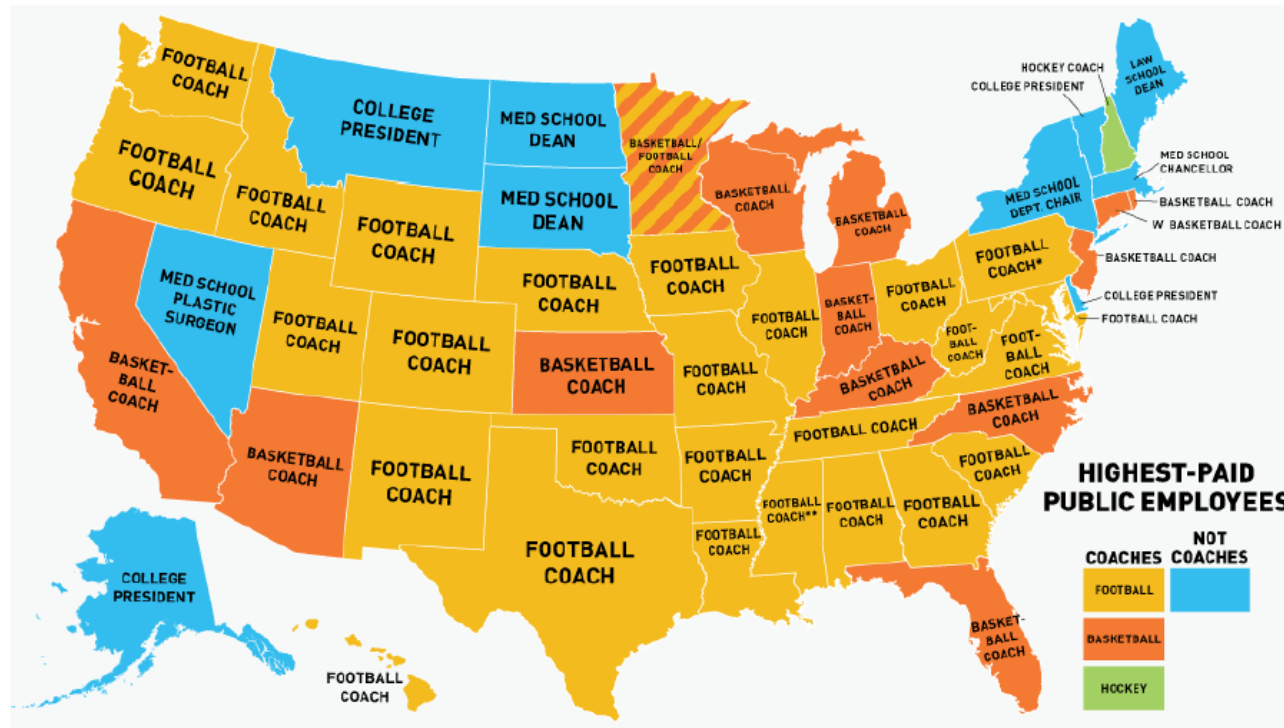 FOOTBALL
COACH
FOOTBALL
COACH
FOOTBALL
COACH
COLLEGE
PRESIDENT
MED SCHOOL
DEAN
MED SCHOOL
DEAN
BASKETBALL/
FOOTBALL
COACH
BASKETBALL
COACH
BASKETBALL
COACH
HOCKEY COACH
COLLEGE PRESIDENT
LAW
SCHOOL
DEAN
MED SCHOOL
CHANCELLOR
MED SCHOOL
DEPT. CHAIR
BASKETBALL COACH
W BASKETBALL COACH
BASKETBALL COACH
COLLEGE PRESIDENT
FOOTBALL COACH
FOOTBALL
COACH
FOOTBALL
COACH
FOOTBALL
COACH
FOOTBALL
COACH
BASKET-
BALL
COACH
FOOTBALL
COACH
FOOTBALL
COACH*
FOOT-
BALL
COACH
FOOT-
BALL
COACH
MED SCHOOL
PLASTIC
SURGEON
FOOTBALL
COACH
FOOTBALL
COACH
BASKETBALL
COACH
FOOTBALL
COACH
BASKETBALL
COACH
BASKET-
BALL
COACH
BASKETBALL
COACH
FOOTBALL
COACH
FOOTBALL
COACH
FOOTBALL
COACH
FOOTBALL COACH
BASKETBALL
COACH
FOOTBALL
COACH
FOOTBALL
COACH**
FOOTBALL
COACH
FOOTBALL
COACH
FOOTBALL
COACH
FOOTBALL
COACH
BASKET-
BALL
COACH
COLLEGE
PRESIDENT
FOOTBALL
COACH
HIGHEST-PAID
PUBLIC EMPLOYEES
COACHES
NOT
COACHES
FOOTBALL
BASKETBALL
HOCKEY